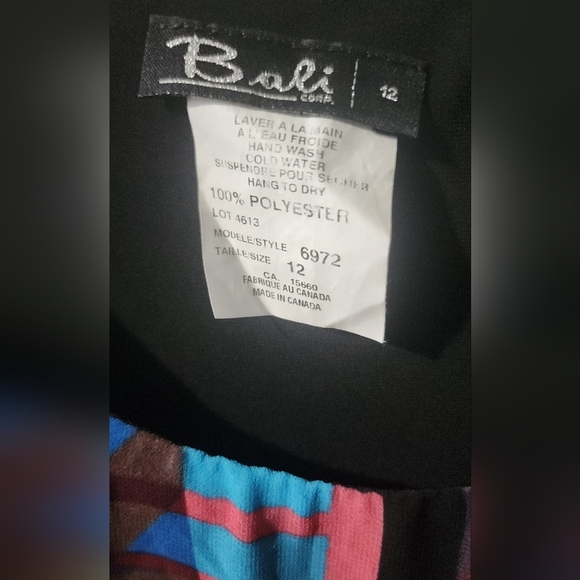 Bali CORP. 12
LAVER A LA MAIN
A L'EAU FROIDE
HAND WASH
COLD WATER
SUSPENDRE POUR SECHER
HANG TO DRY
100% POLYESTER
LOT 4613
MODELE/STYLE 6972
TAILLE/SIZE 12
CA. 15660
FABRIQUE AU CANADA
MADE IN CANADA